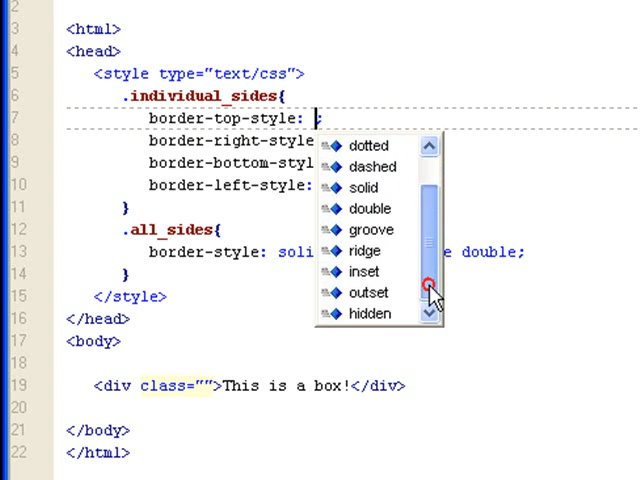 2
3 <html>
4 <head>
5 <style type="text/css">
6 .individual_sides{
7 border-top-style: ;
8 border-right-style
9 border-bottom-styl
10 border-left-style:
11 }
12 .all_sides{
13 border-style: soli e double;
14 }
15 </style>
16 </head>
17 <body>
18
19 <div class="">This is a box!</div>
20
21 </body>
22 </html>
dotted
dashed
solid
double
groove
ridge
inset
outset
hidden